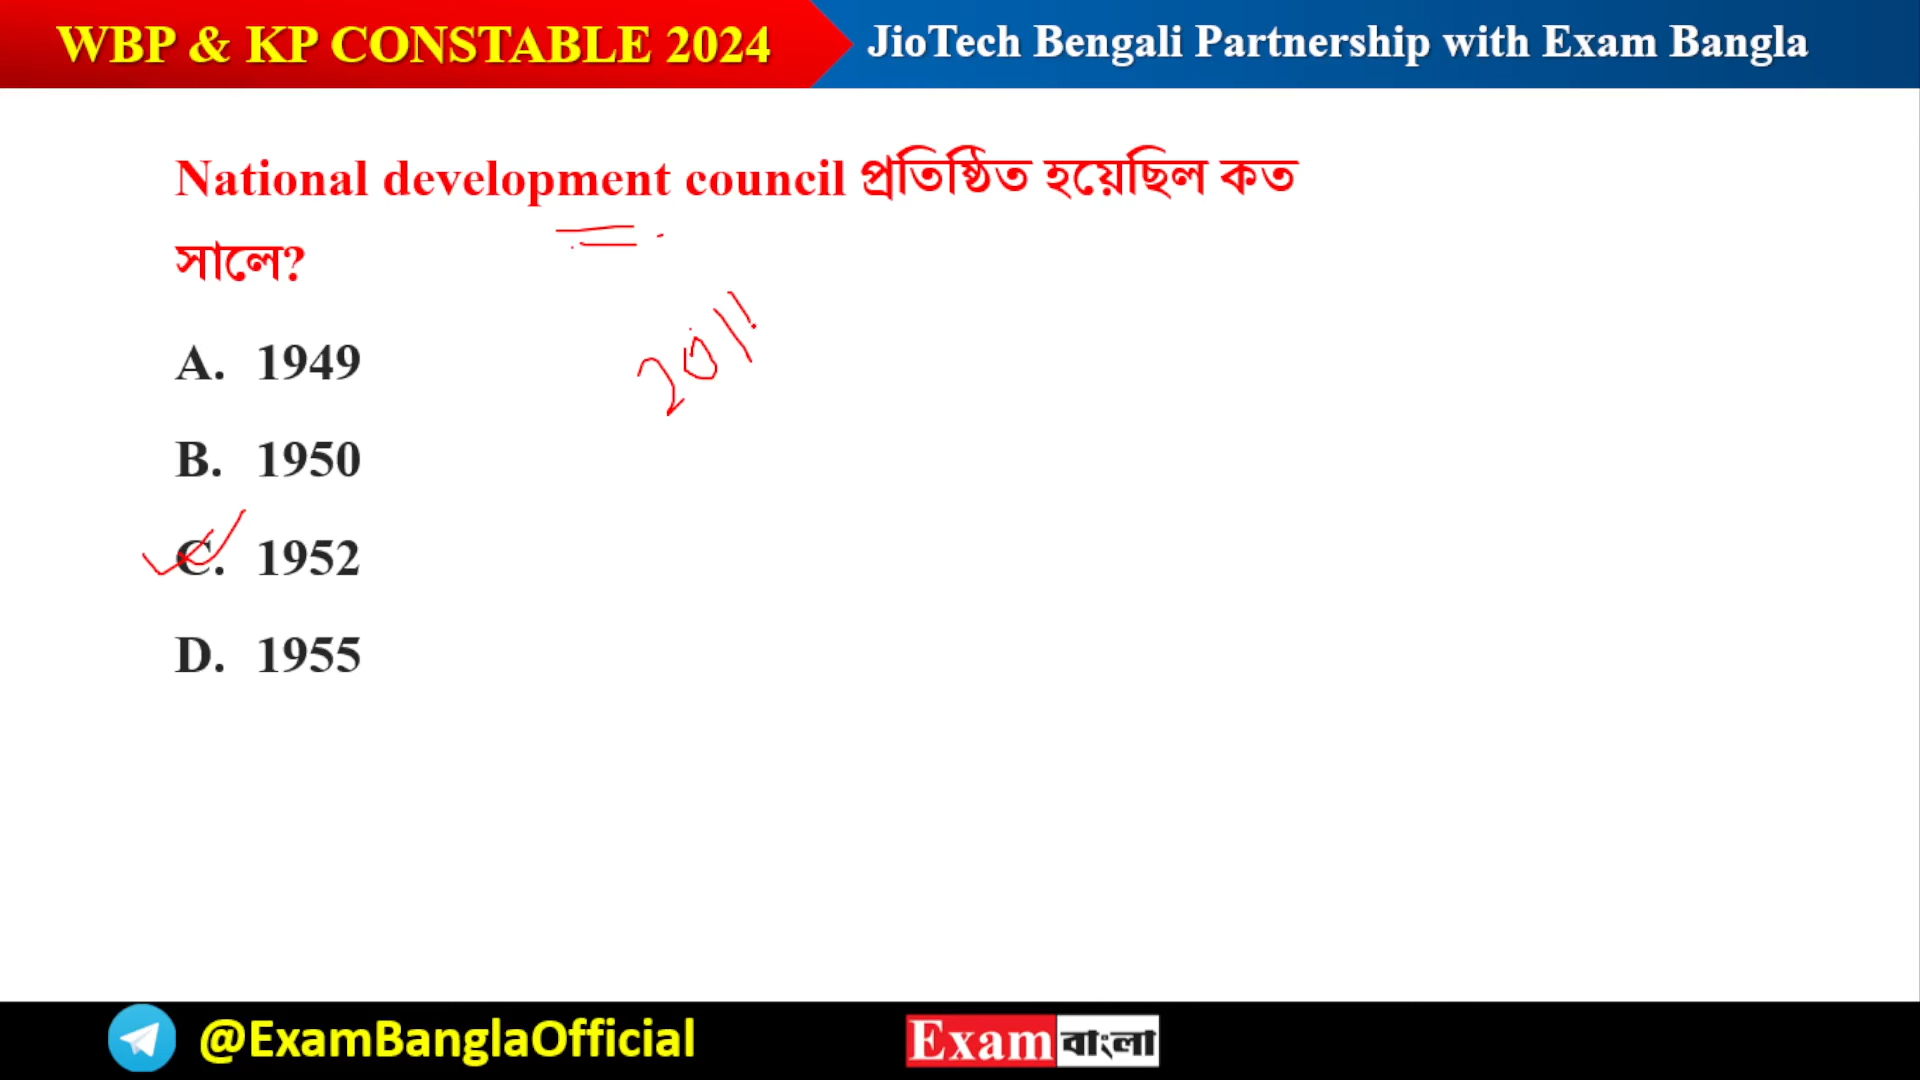 WBP & KP CONSTABLE 2024
JioTech Bengali Partnership with Exam Bangla
National development council প্রতিষ্ঠিত হয়েছিল কত
সালে?
2011
A. 1949
B. 1950
C. 1952
D. 1955
@ExamBanglaOfficial
Exam বাংলা